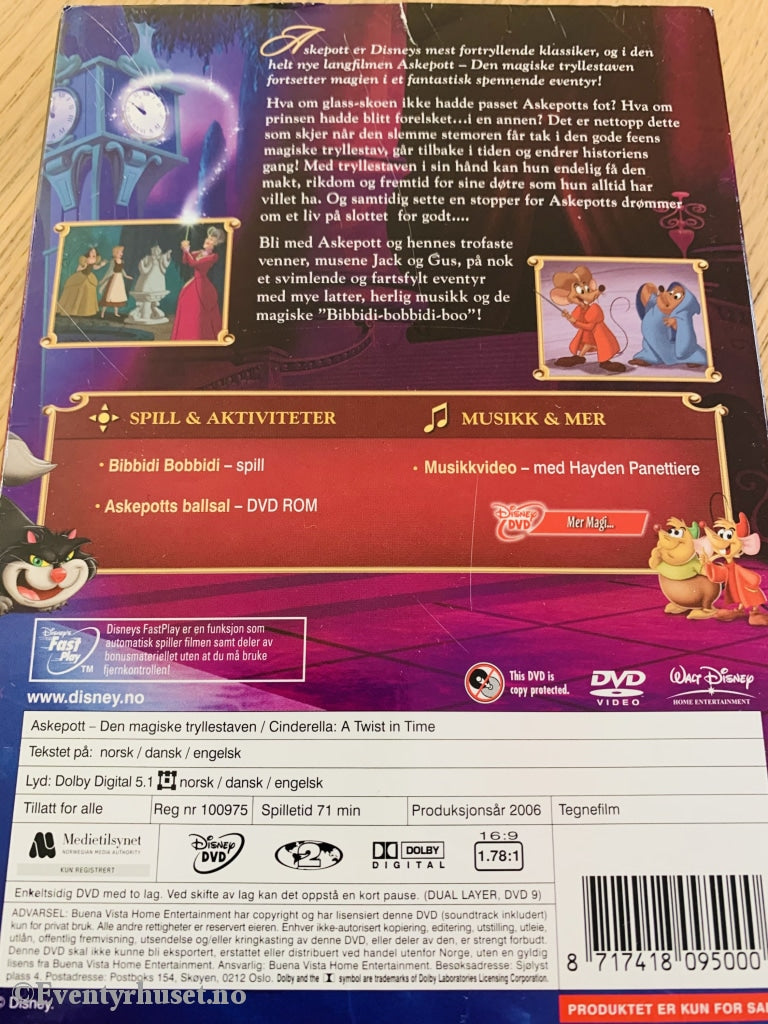 Askepott er Disneys mest fortryllende klassiker, og i den
helt nye langfilmen Askepott – Den magiske tryllestaven
fortsetter magien i et fantastisk spennende eventyr!
Hva om glass-skoen ikke hadde passet Askepotts fot? Hva om
prinsen hadde blitt forelsket...i en annen? Det er nettopp dette
som skjer når den slemme stemoren får tak i den gode feens
magiske tryllestav, går tilbake i tiden og endrer historiens
gang! Med tryllestaven i sin hånd kan hun endelig få den
makt, rikdom og fremtid for sine døtre som hun alltid har
villet ha. Og samtidig sette en stopper for Askepotts drømmer
om et liv på slottet for godt....
Bli med Askepott og hennes trofaste
venner, musene Jack og Gus, på nok
et svimlende og fartsfylt eventyr
med mye latter, herlig musikk og de
magiske "Bibbidi-bobbidi-boo"!
SPILL & AKTIVITETER
• Bibbidi Bobbidi – spill
• Askepotts ballsal – DVD ROM
MUSIKK & MER
• Musikkvideo – med Hayden Panettiere
Disney DVD Mer Magi...
Disney's Fast Play TM
Disneys FastPlay er en funksjon som
automatisk spiller filmen samt deler av
bonusmateriellet uten at du må bruke
fjernkontrollen!
www.disney.no
This DVD is
copy protected.
DVD VIDEO
WALT DISNEY
HOME ENTERTAINMENT
Askepott – Den magiske tryllestaven / Cinderella: A Twist in Time
Tekstet på: norsk / dansk / engelsk
Lyd: Dolby Digital 5.1 norsk / dansk / engelsk
Tillatt for alle Reg nr 100975 Spilletid 71 min Produksjonsår 2006 Tegnefilm
Medietilsynet
NORWEGIAN MEDIA AUTHORITY
KUN REGISTRERT
Disney DVD
2
DOLBY
DIGITAL
16:9
1.78:1
Enkeltsidig DVD med to lag. Ved skifte av lag kan det oppstå en kort pause. (DUAL LAYER, DVD 9)
ADVARSEL: Buena Vista Home Entertainment har copyright og har lisensiert denne DVD (soundtrack inkludert)
kun for privat bruk. Alle andre rettigheter er reservert eieren. Enhver ikke-autorisert kopiering, editering, utstilling, utleie,
utlån, offentlig fremvisning, utsendelse og/eller kringkasting av denne DVD, eller deler av den, er strengt forbudt.
Denne DVD skal ikke kunne bli eksportert, erstattet eller distribuert ved handel utenfor Norge, uten en gyldig
lisens fra Buena Vista Home Entertainment. Ansvarlig: Buena Vista Home Entertainment. Besøksadresse: Sjølyst
plass 4. Postadresse: Postboks 154, Skøyen, 0212 Oslo. Dolby and the symbol are trademarks of Dolby Laboratories Licensing Corporation.
8 717418 095000
© Disney.
©Eventyrhuset.no
PRODUKTET ER KUN FOR SA